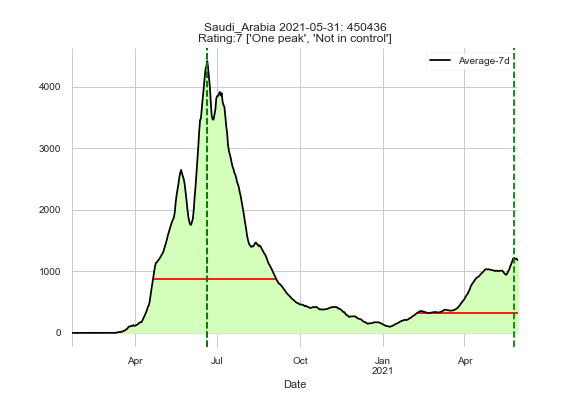 Saudi_Arabia 2021-05-31: 450436
Rating:7 ['One peak', 'Not in control']
Average-7d
4000
3000
2000
1000
0
Apr
Jul
Oct
Jan
2021
Apr
Date